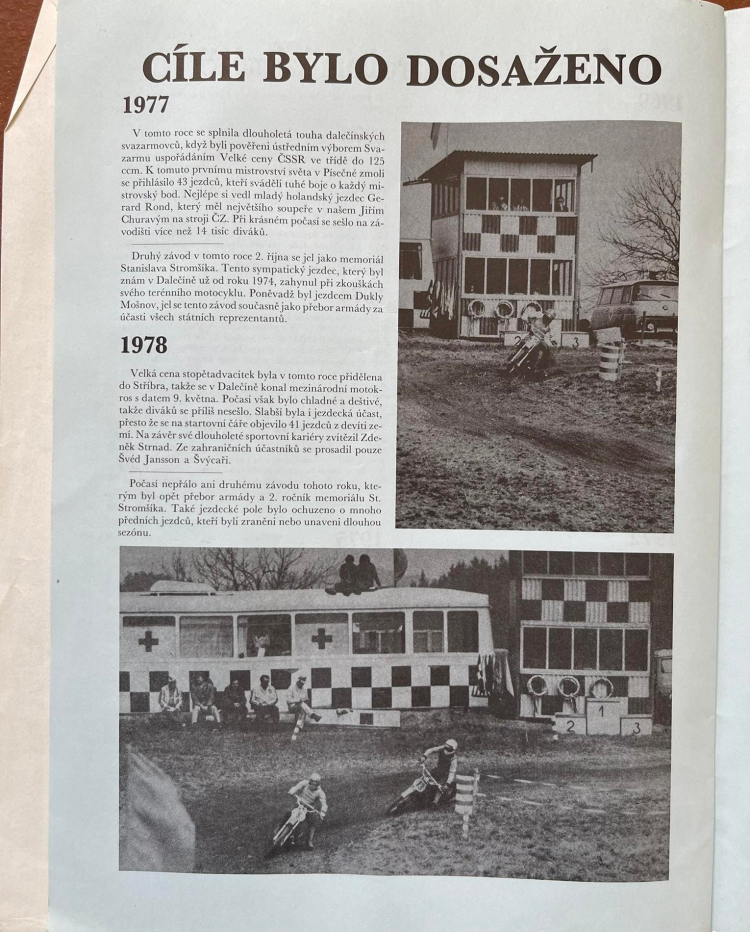 CÍLE BYLO DOSAŽENO
1977
V tomto roce se splnila dlouholetá touha dalečínských
svazarmovců, když byli pověřeni ústředním výborem Sva-
zarmu uspořádáním Velké ceny ČSSR ve třídě do 125
ccm. K tomuto prvnímu mistrovství světa v Písečné zmoli
se přihlásilo 43 jezdců, kteří sváděli tuhé boje o každý mi-
strovský bod. Nejlépe si vedl mladý holandský jezdec Ge-
rard Rond, který měl největšího soupeře v našem Jiřím
Churavým na stroji ČZ. Při krásném počasí se sešlo na zá-
vodišti více než 14 tisíc diváků.
Druhý závod v tomto roce 2. října se jel jako memoriál
Stanislava Stromšíka. Tento sympatický jezdec, který byl
znám v Dalečíně už od roku 1974, zahynul při zkouškách
svého terénního motocyklu. Poněvadž byl jezdcem Dukly
Mošnov, jel se tento závod současně jako přebor armády za
účasti všech státních reprezentantů.
1978
Velká cena stopětadvacítek byla v tomto roce přidělena
do Stříbra, takže se v Dalečíně konal mezinárodní motok-
ros s datem 9. května. Počasí však bylo chladné a deštivé,
takže diváků se příliš nesešlo. Slabší byla i jezdecká účast,
přesto že se na startovní čáře objevilo 41 jezdců z devíti ze-
mí. Na závěr své dlouholeté sportovní kariéry zvítězil Zde-
něk Strnad. Ze zahraničních účastníků se prosadil pouze
Švéd Jansson a Švýcaři.
Počasí nepřálo ani druhému závodu tohoto roku, kte-
rým byl opět přebor armády a 2. ročník memoriálu St.
Stromšíka. Také jezdecké pole bylo ochuzeno o mnoho
předních jezdců, kteří byli zraněni nebo unaveni dlouhou
sezónu.
2
3
1
2
3